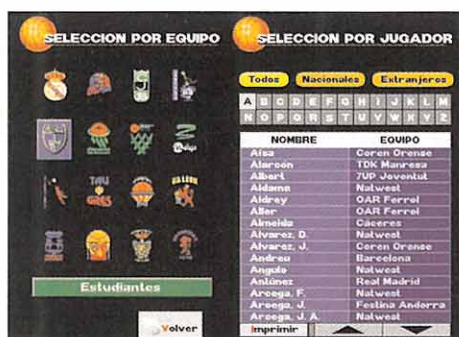 SELECCION POR EQUIPO
TAU
GRES
Estudiantes
Volver
SELECCION POR JUGADOR
Todos Nacionales Extranjeros
A B C D E F G H I J K L M
N O P Q R S T U V W X Y Z
NOMBRE EQUIPO
Aisa Coren Orense
Alarcón TDK Manresa
Albert 7UP Joventut
Aldama Natwest
Aldrey OAR Ferrol
Aller OAR Ferrol
Almeida Cáceres
Alvarez, D. Natwest
Alvarez, J. Coren Orense
Andreu Barcelona
Angulo Natwest
Antúnez Real Madrid
Arcega, F. Natwest
Arcega, J. Festina Andorra
Arcega, J. A. Natwest
Imprimir